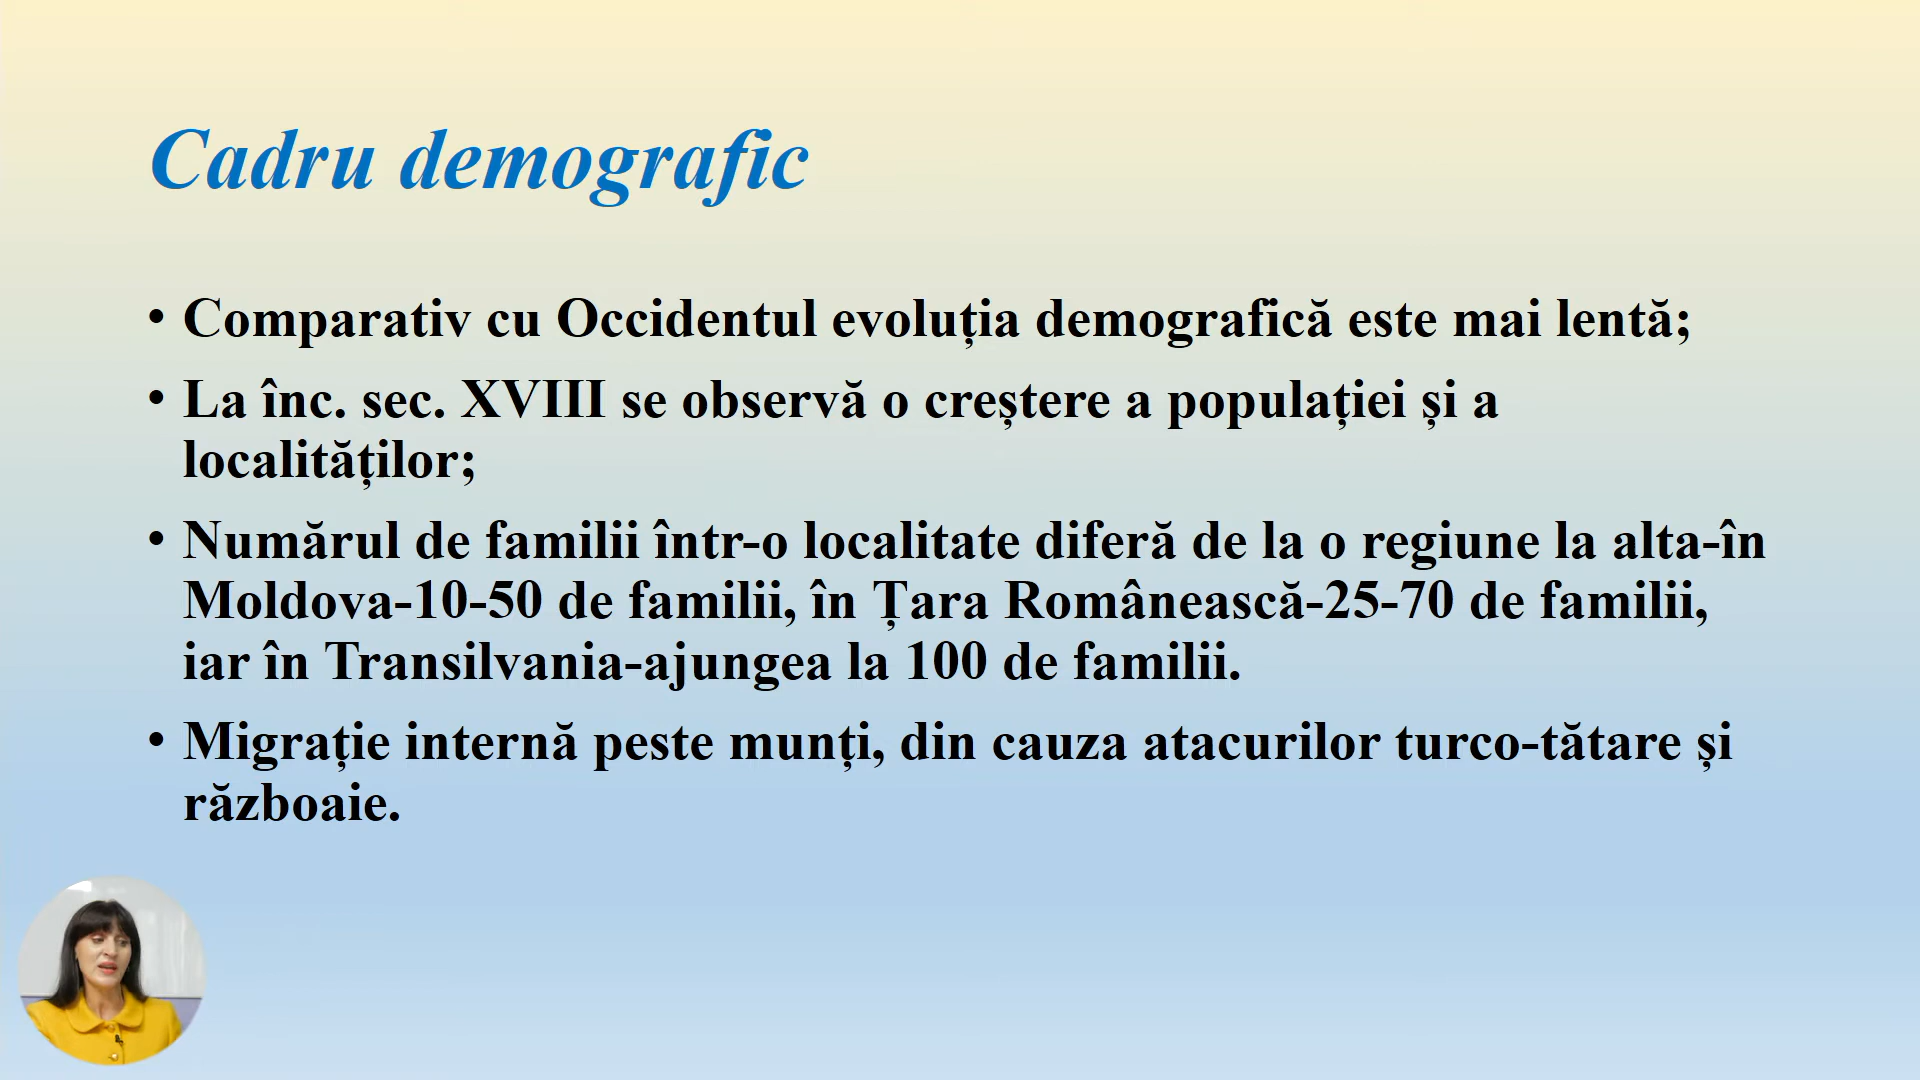 Cadru demografic
• Comparativ cu Occidentul evoluția demografică este mai lentă;
• La înc. sec. XVIII se observă o creștere a populației și a
localităților;
• Numărul de familii într-o localitate diferă de la o regiune la alta-în
Moldova-10-50 de familii, în Țara Românească-25-70 de familii,
iar în Transilvania-ajungea la 100 de familii.
• Migrație internă peste munți, din cauza atacurilor turco-tătare și
războaie.